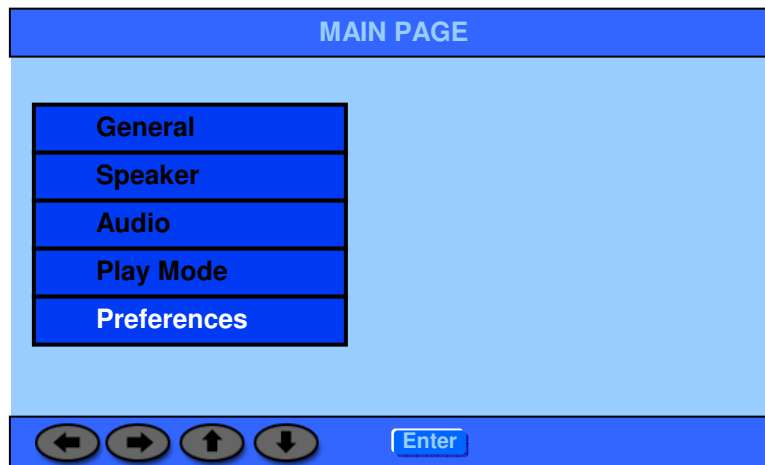 MAIN PAGE
General
Speaker
Audio
Play Mode
Preferences
Enter